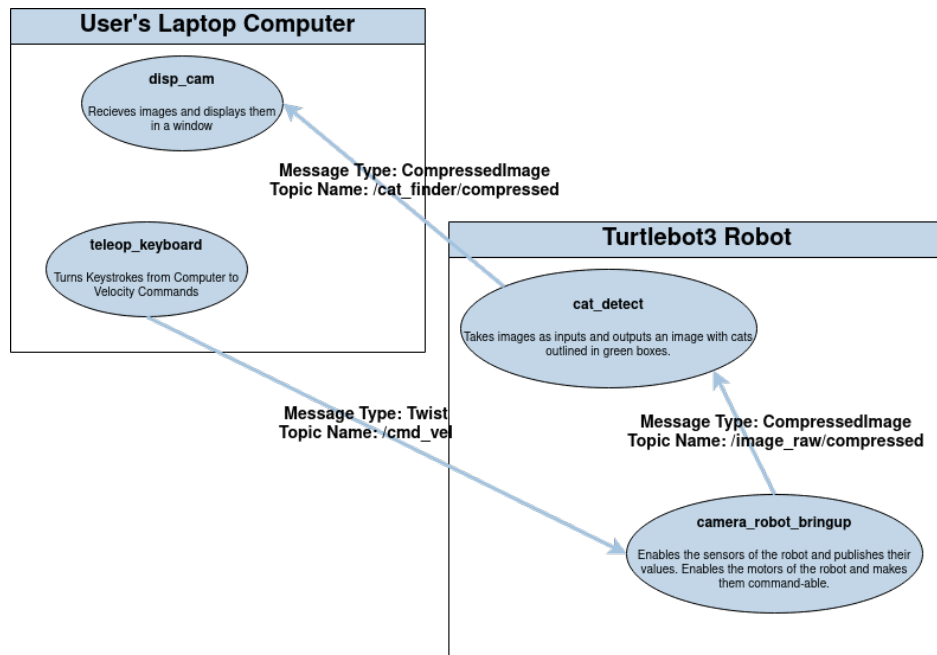 User's Laptop Computer
disp_cam
Recieves images and displays them
in a window
Message Type: CompressedImage
Topic Name: /cat_finder/compressed
teleop_keyboard
Turns Keystrokes from Computer to
Velocity Commands
Turtlebot3 Robot
cat_detect
Takes images as inputs and outputs an image with cats
outlined in green boxes.
Message Type: Twist
Topic Name: /cmd_vel
Message Type: CompressedImage
Topic Name: /image_raw/compressed
camera_robot_bringup
Enables the sensors of the robot and publishes their
values. Enables the motors of the robot and makes
them command-able.